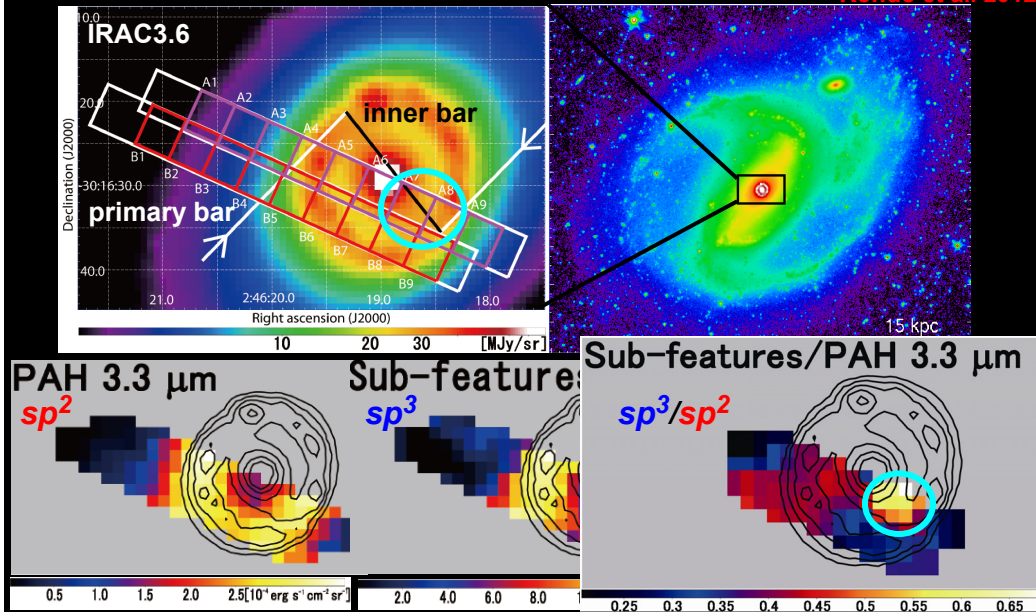 IRAC3.6
10.0
20.0
-30:16:30.0
40.0
Declination (J2000)
A1
A2
A3
A4
A5
A6
A7
A8
A9
B1
B2
B3
B4
B5
B6
B7
B8
B9
inner bar
primary bar
21.0
2:46:20.0
19.0
18.0
Right ascension (J2000)
10 20 30 [MJy/sr]
15 kpc
PAH 3.3 μm
sp²
0.5 1.0 1.5 2.0 2.5[10⁻⁴ erg s⁻¹ cm⁻² sr⁻¹]
Sub-features
sp³
2.0 4.0 6.0 8.0
Sub-features/PAH 3.3 μm
sp³/sp²
0.25 0.3 0.35 0.4 0.45 0.5 0.55 0.6 0.65